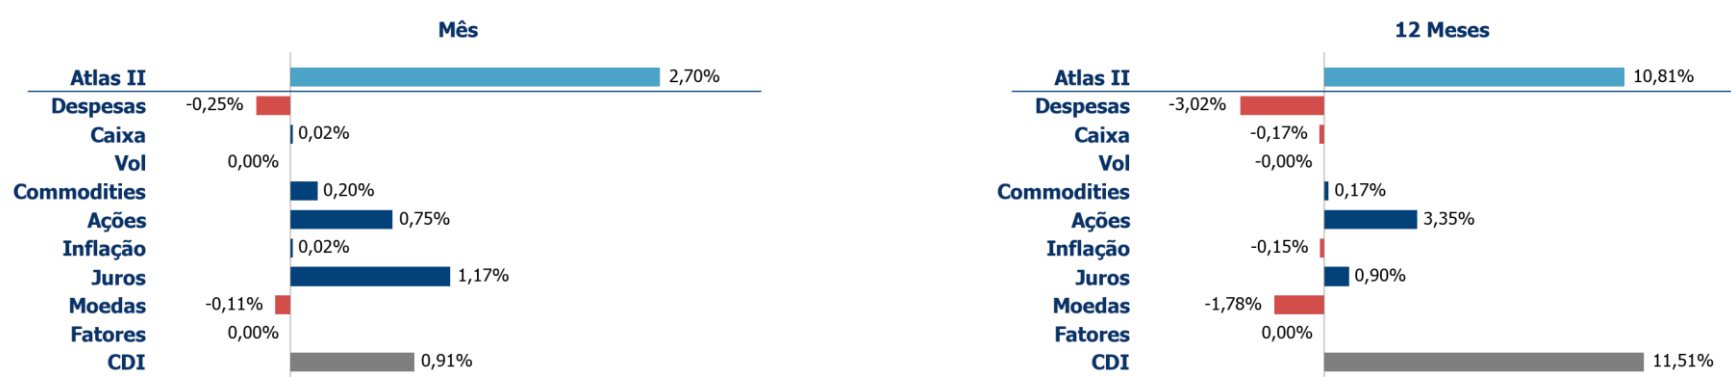 Mês
Atlas II 2,70%
Despesas -0,25%
Caixa 0,02%
Vol 0,00%
Commodities 0,20%
Ações 0,75%
Inflação 0,02%
Juros 1,17%
Moedas -0,11%
Fatores 0,00%
CDI 0,91%
12 Meses
Atlas II 10,81%
Despesas -3,02%
Caixa -0,17%
Vol -0,00%
Commodities 0,17%
Ações 3,35%
Inflação -0,15%
Juros 0,90%
Moedas -1,78%
Fatores 0,00%
CDI 11,51%